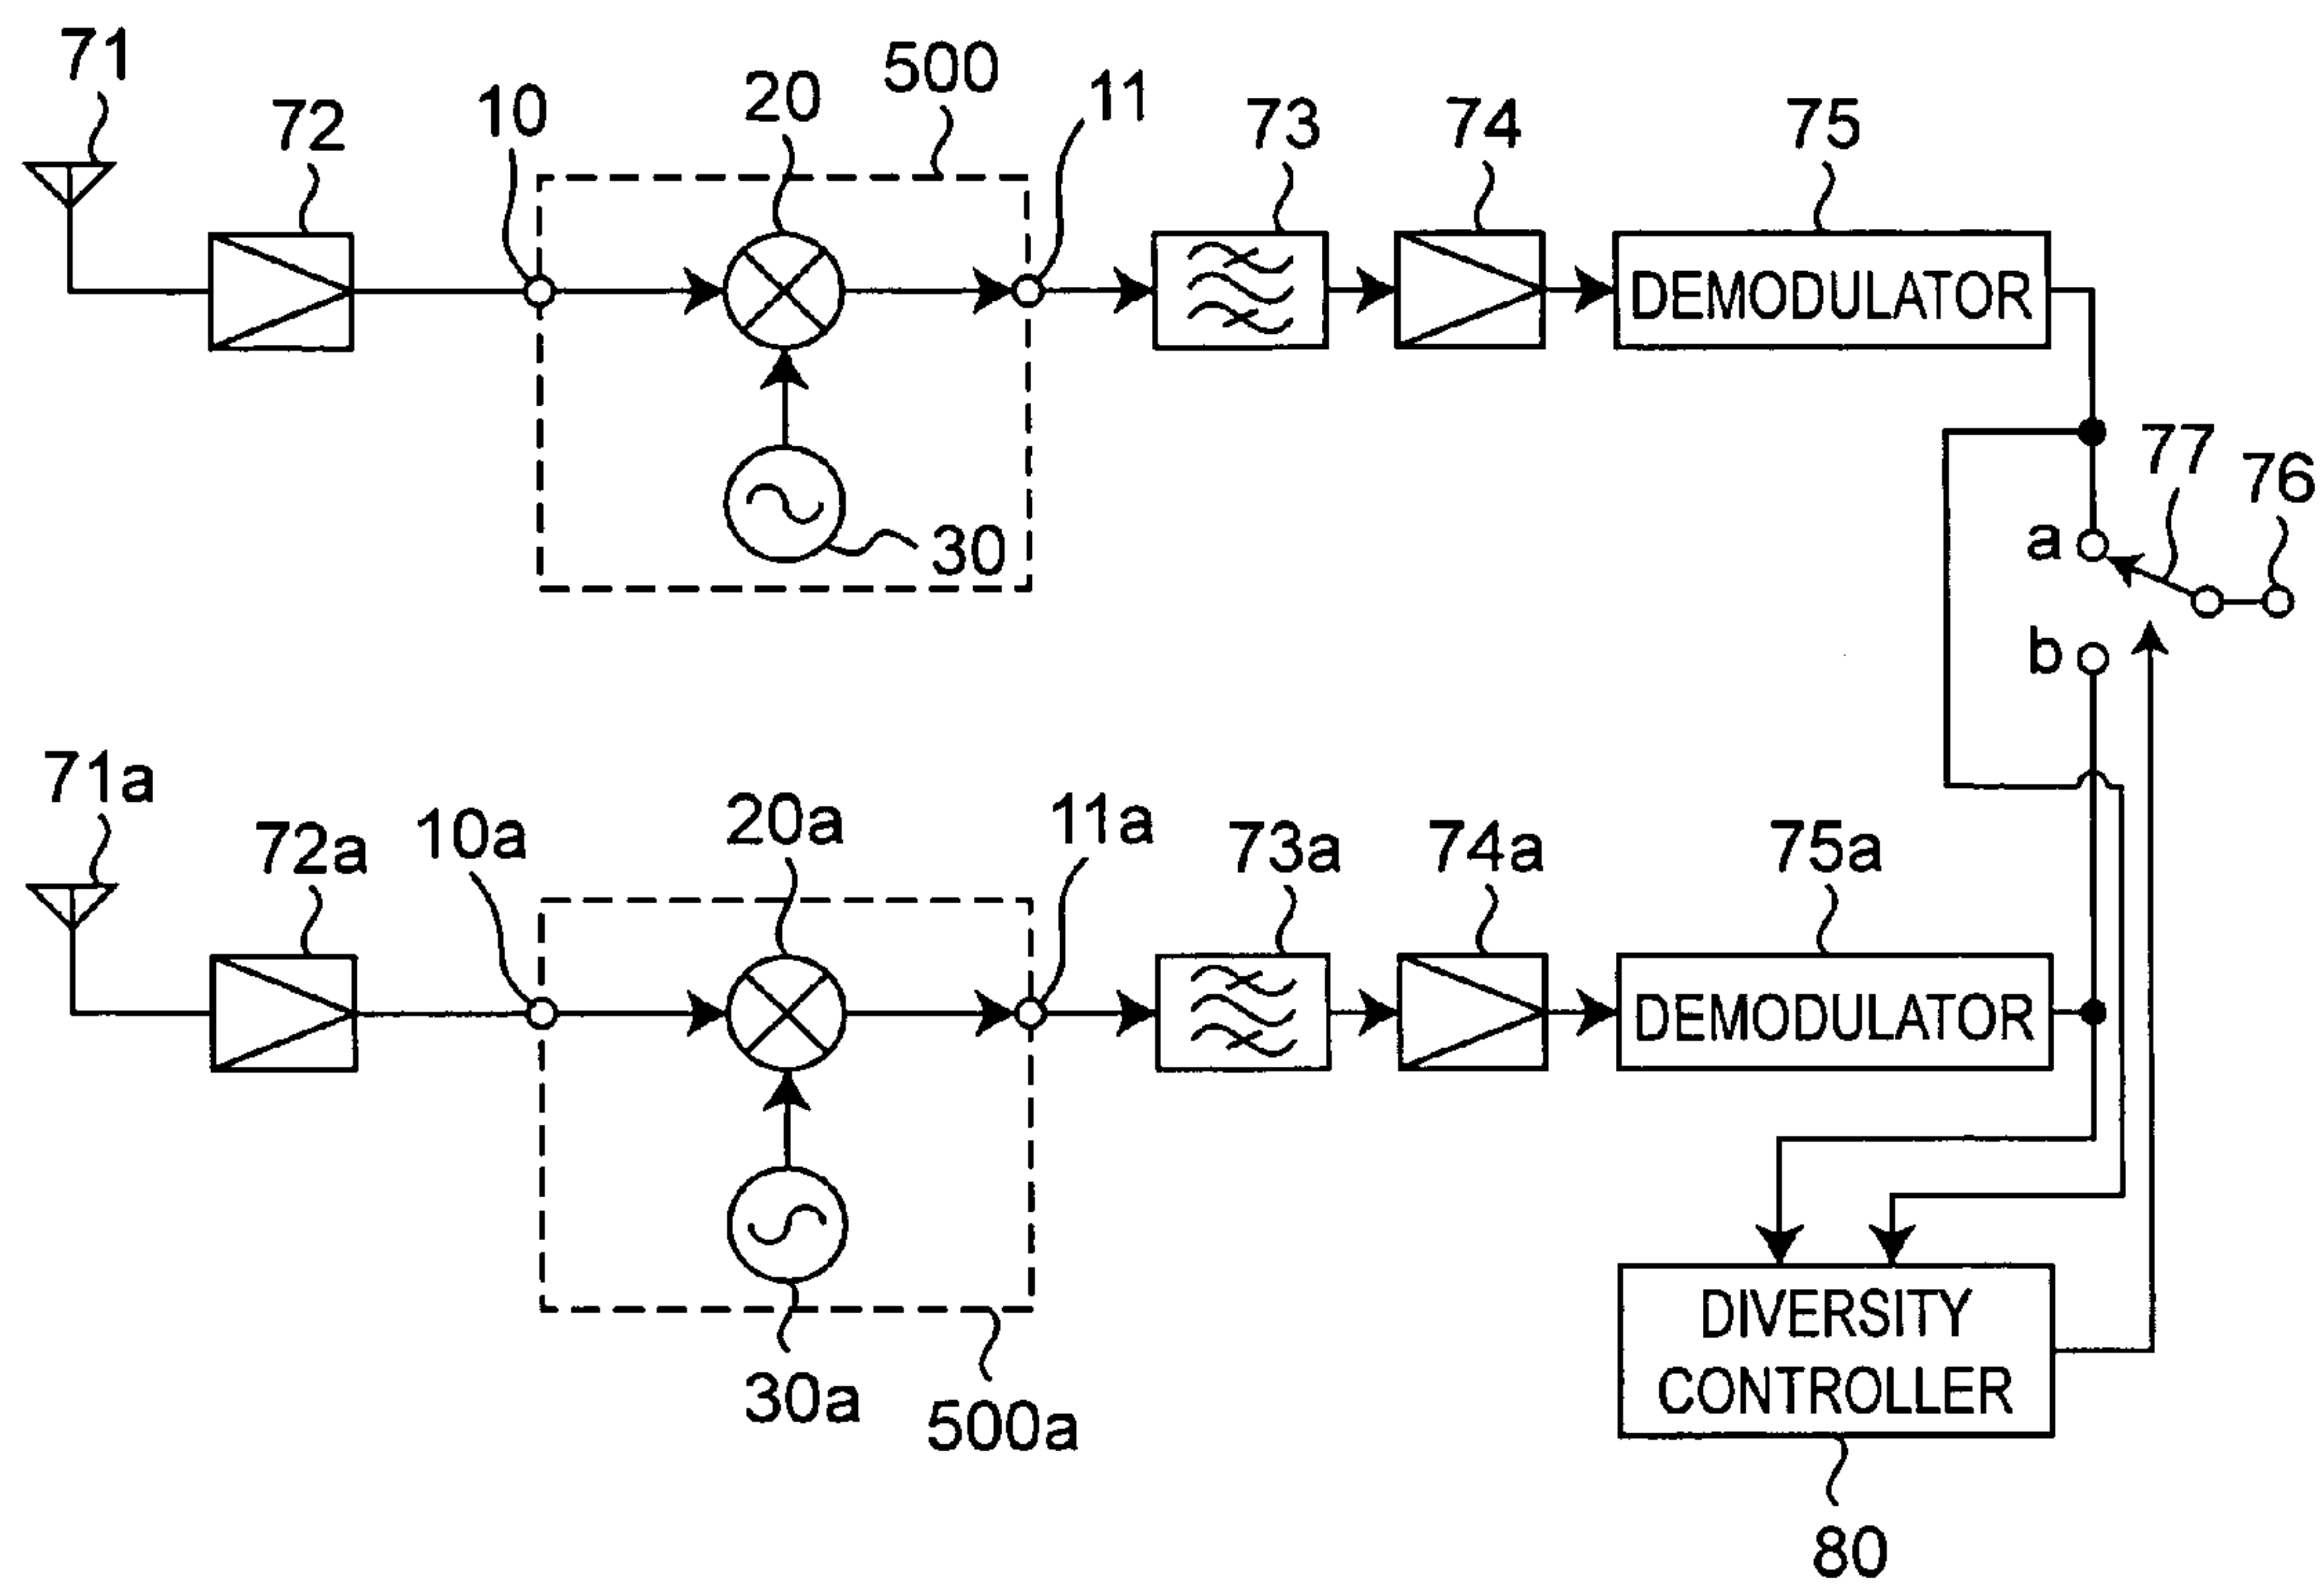 71
72
10
20
500
11
73
74
75
DEMODULATOR
30
77
76
a
b
71a
72a
10a
20a
11a
73a
74a
75a
DEMODULATOR
30a
500a
DIVERSITY
CONTROLLER
80